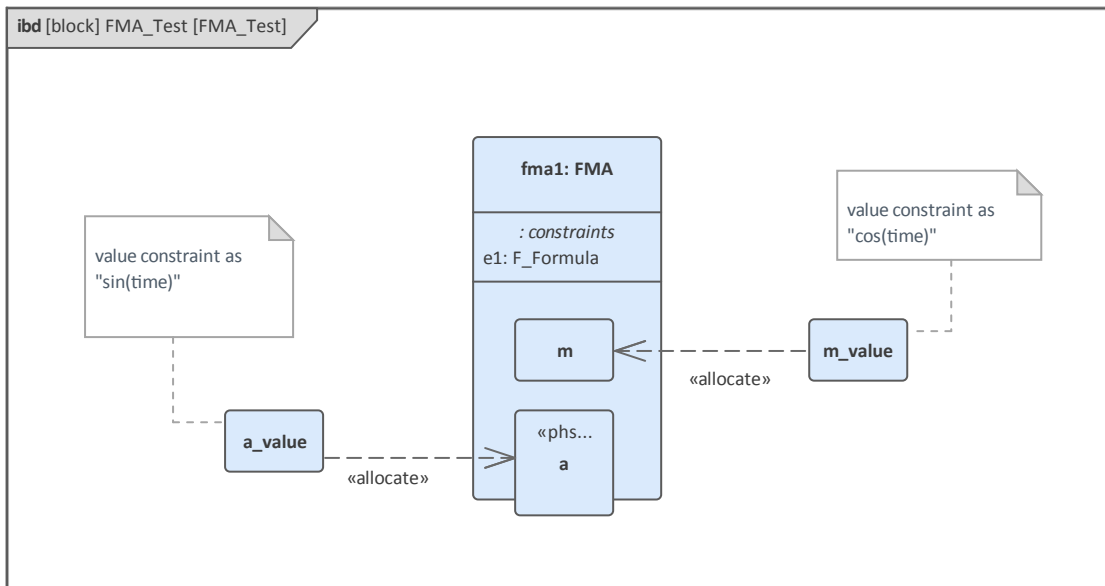 ibd [block] FMA_Test [FMA_Test]
fma1: FMA
: constraints
e1: F_Formula
value constraint as
"sin(time)"
value constraint as
"cos(time)"
m
m_value
«allocate»
«phs...
a
a_value
«allocate»